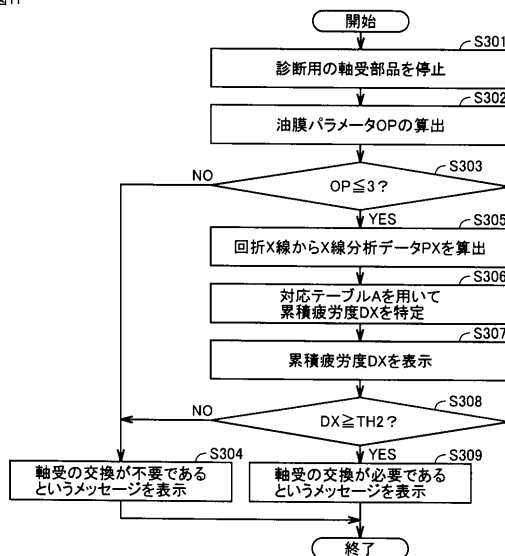 開始
S301
診断用の軸受部品を停止
S302
油膜パラメータOPの算出
S303
NO
OP≦3?
YES
S305
回折X線からX線分析データPXを算出
S306
対応テーブルAを用いて
累積疲労度DXを特定
S307
累積疲労度DXを表示
S308
NO
DX≧TH2?
YES
S304
軸受の交換が不要である
というメッセージを表示
S309
軸受の交換が必要である
というメッセージを表示
終了